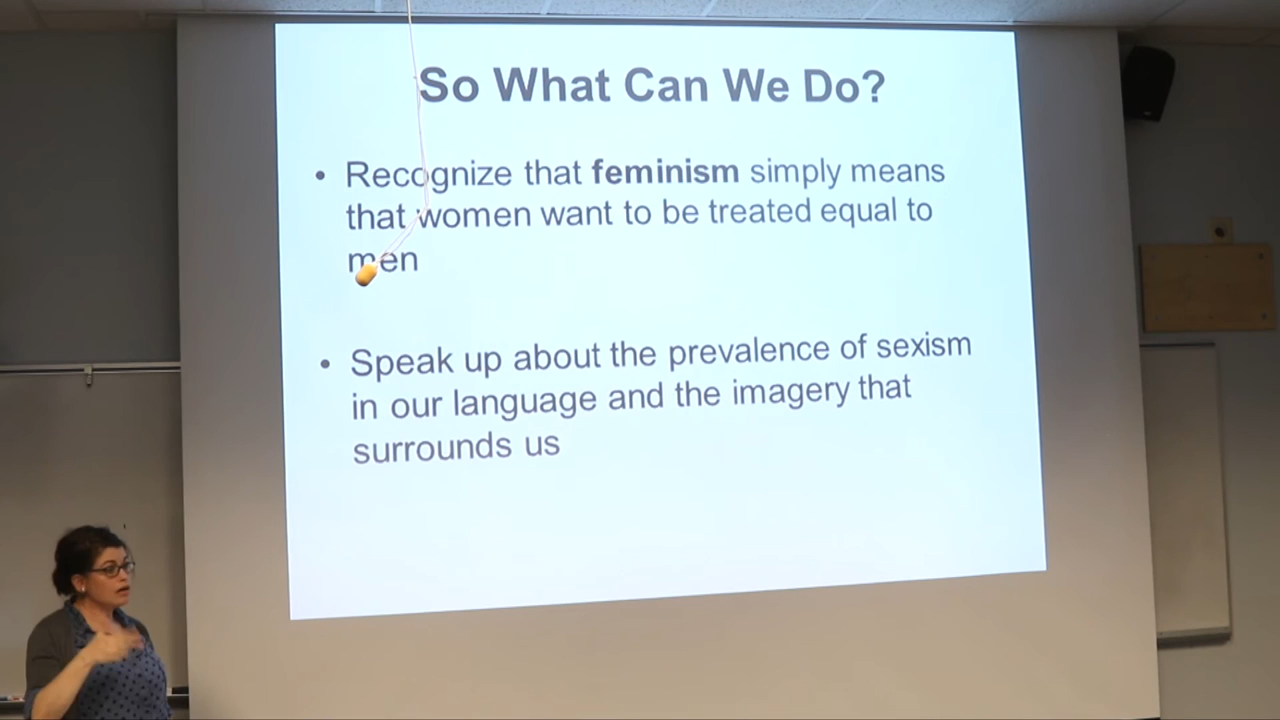 So What Can We Do?
• Recognize that feminism simply means
that women want to be treated equal to
men
• Speak up about the prevalence of sexism
in our language and the imagery that
surrounds us